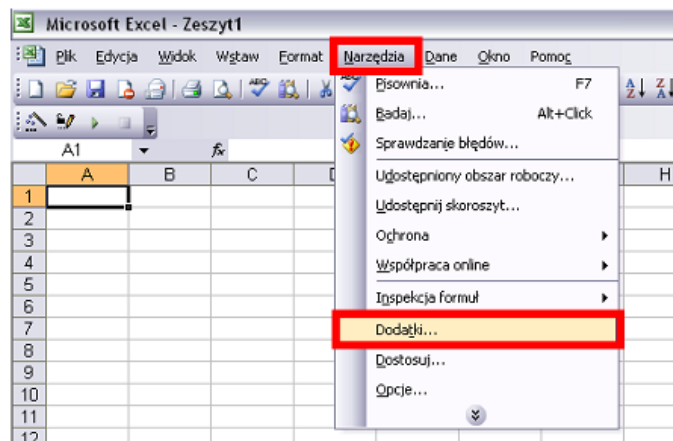 Microsoft Excel - Zeszyt1
Plik Edycja Widok Wstaw Format Narzędzia Dane Okno Pomoc
Pisownia... F7
Badaj... Alt+Click
Sprawdzanie błędów...
Udostępniony obszar roboczy...
Udostępnij skoroszyt...
Ochrona
Współpraca online
Inspekcja formuł
Dodatki...
Dostosuj...
Opcje...
A1 fx
A B C H
1
2
3
4
5
6
7
8
9
10
11
12